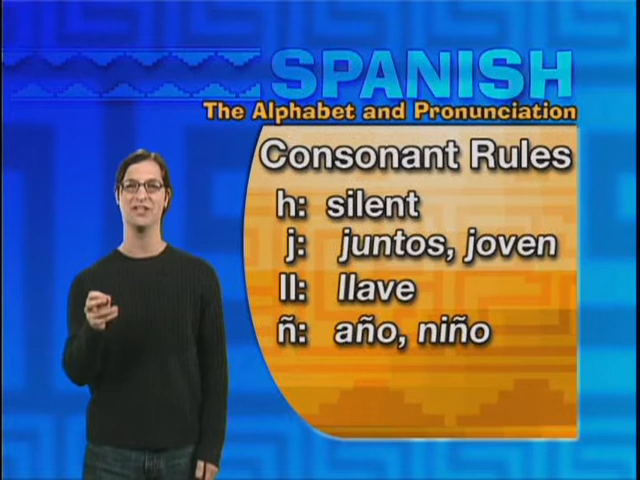 SPANISH
The Alphabet and Pronunciation
Consonant Rules
h: silent
j: juntos, joven
ll: llave
ñ: año, niño